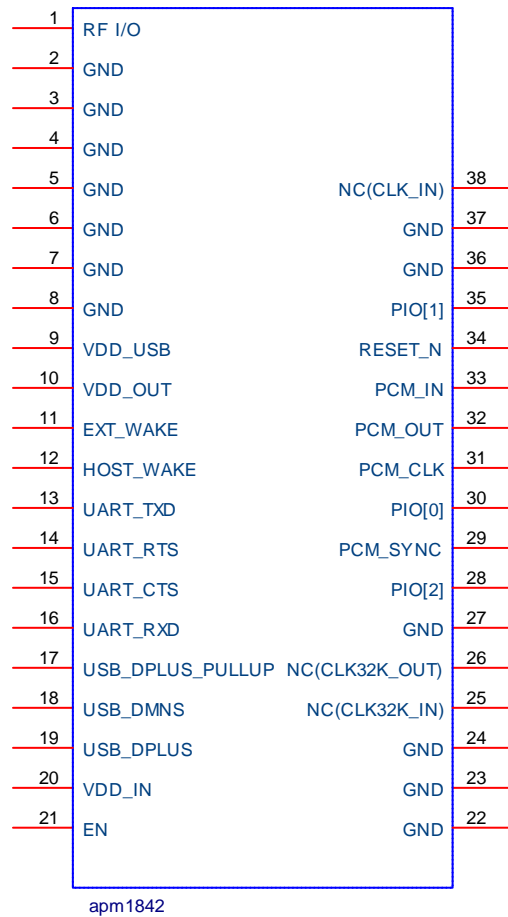 1 RF I/O
2 GND
3 GND
4 GND
5 GND NC(CLK_IN) 38
6 GND GND 37
7 GND GND 36
8 GND PIO[1] 35
9 VDD_USB RESET_N 34
10 VDD_OUT PCM_IN 33
11 EXT_WAKE PCM_OUT 32
12 HOST_WAKE PCM_CLK 31
13 UART_TXD PIO[0] 30
14 UART_RTS PCM_SYNC 29
15 UART_CTS PIO[2] 28
16 UART_RXD GND 27
17 USB_DPLUS_PULLUP NC(CLK32K_OUT) 26
18 USB_DMNS NC(CLK32K_IN) 25
19 USB_DPLUS GND 24
20 VDD_IN GND 23
21 EN GND 22
apm1842